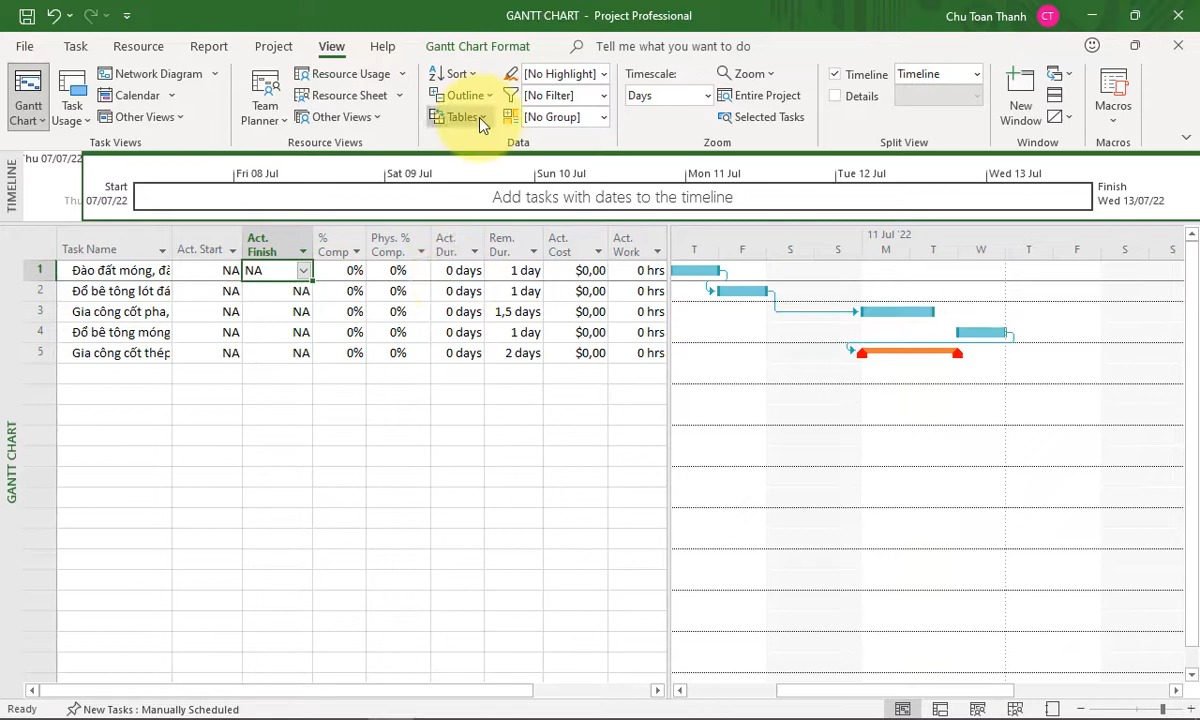 GANTT CHART - Project Professional
Chu Toan Thanh CT
File Task Resource Report Project View Help Gantt Chart Format Tell me what you want to do
Gantt Chart
Task Usage
Network Diagram
Calendar
Other Views
Task Views
Team Planner
Resource Usage
Resource Sheet
Other Views
Resource Views
Sort
Outline
Tables
[No Highlight]
[No Filter]
[No Group]
Data
Timescale:
Days
Zoom
Entire Project
Selected Tasks
Zoom
Timeline Timeline
Details
Split View
New Window
Window
Macros
Macros
TIMELINE
Thu 07/07/22
Fri 08 Jul Sat 09 Jul Sun 10 Jul Mon 11 Jul Tue 12 Jul Wed 13 Jul
Start
Thu 07/07/22
Add tasks with dates to the timeline
Finish
Wed 13/07/22
GANTT CHART
Task Name Act. Start Act. Finish % Comp Phys. % Comp. Act. Dur. Rem. Dur. Act. Cost Act. Work
11 Jul '22
T F S S M T W T F S S
1 Đào đất móng, đà NA NA 0% 0% 0 days 1 day $0,00 0 hrs
2 Đổ bê tông lót đá NA NA 0% 0% 0 days 1 day $0,00 0 hrs
3 Gia công cốt pha, NA NA 0% 0% 0 days 1,5 days $0,00 0 hrs
4 Đổ bê tông móng NA NA 0% 0% 0 days 1 day $0,00 0 hrs
5 Gia công cốt thép NA NA 0% 0% 0 days 2 days $0,00 0 hrs
Ready New Tasks : Manually Scheduled